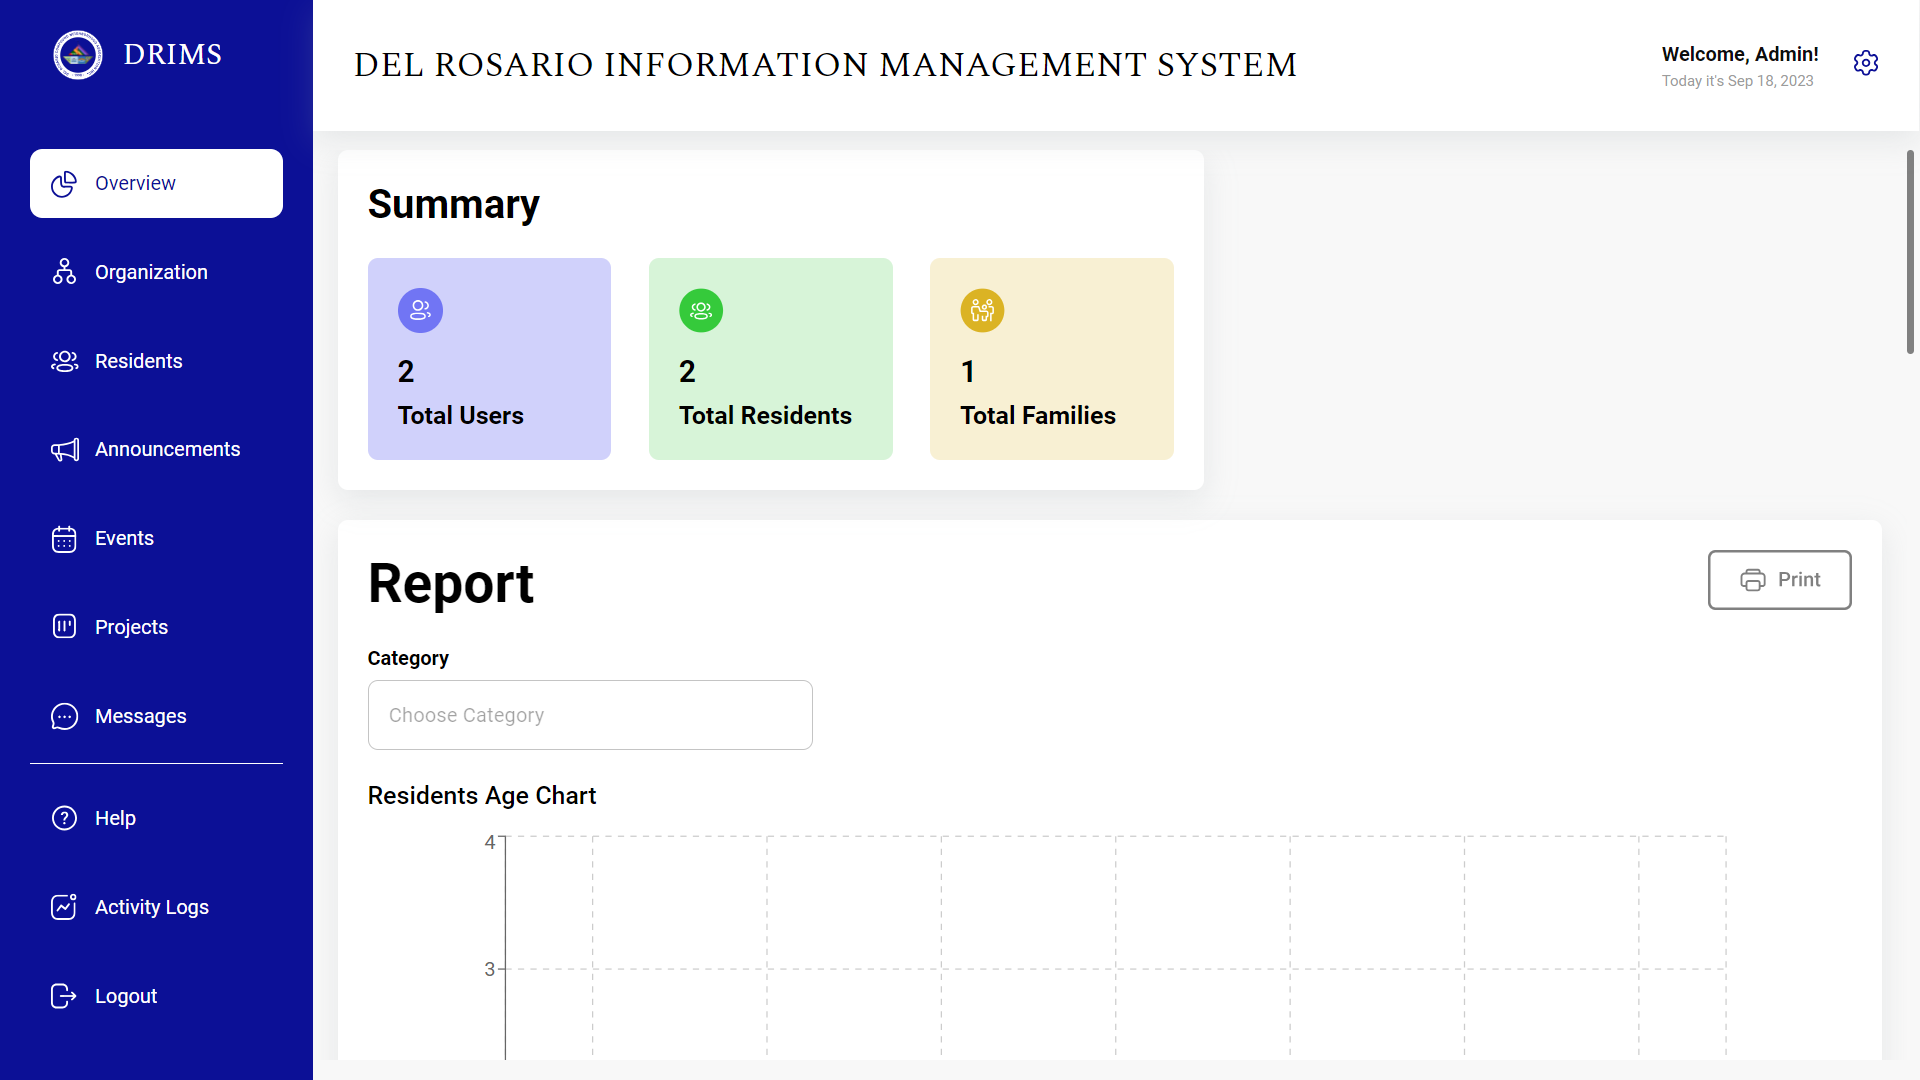 DRIMS
DEL ROSARIO INFORMATION MANAGEMENT SYSTEM
Welcome, Admin!
Today it's Sep 18, 2023
Overview
Organization
Residents
Announcements
Events
Projects
Messages
Help
Activity Logs
Logout
Summary
2
Total Users
2
Total Residents
1
Total Families
Report
Print
Category
Choose Category
Residents Age Chart
4
3